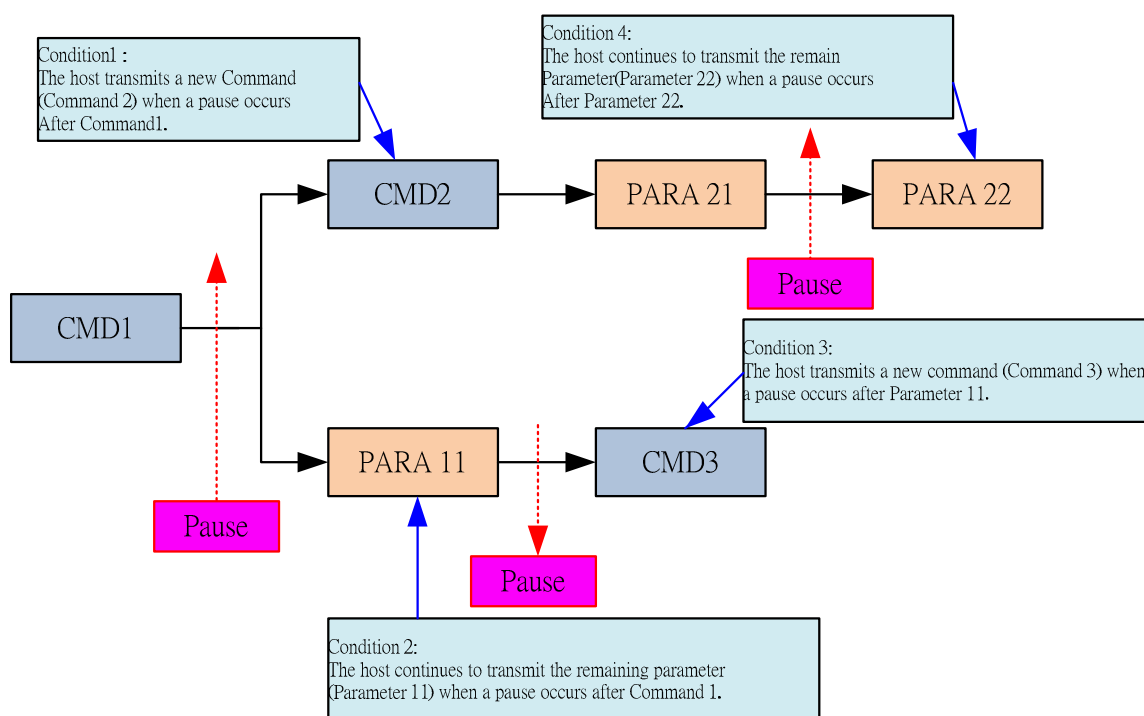 Condition1 :
The host transmits a new Command
(Command 2) when a pause occurs
After Command1.
Condition 4:
The host continues to transmit the remain
Parameter(Parameter 22) when a pause occurs
After Parameter 22.
CMD2
PARA 21
PARA 22
Pause
CMD1
Condition 3:
The host transmits a new command (Command 3) when
a pause occurs after Parameter 11.
PARA 11
CMD3
Pause
Pause
Condition 2:
The host continues to transmit the remaining parameter
(Parameter 11) when a pause occurs after Command 1.